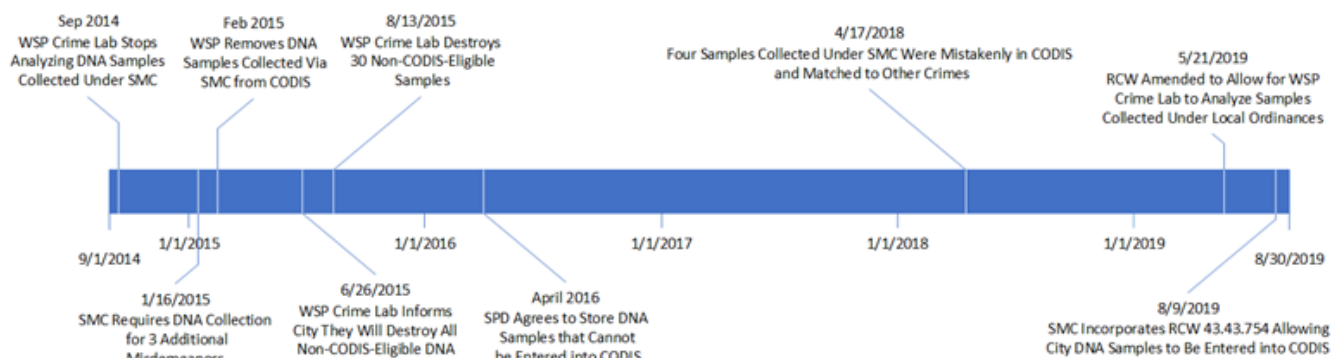 Sep 2014
WSP Crime Lab Stops
Analyzing DNA Samples
Collected Under SMC
Feb 2015
WSP Removes DNA
Samples Collected Via
SMC from CODIS
8/13/2015
WSP Crime Lab Destroys
30 Non-CODIS-Eligible
Samples
4/17/2018
Four Samples Collected Under SMC Were Mistakenly in CODIS
and Matched to Other Crimes
5/21/2019
RCW Amended to Allow for WSP
Crime Lab to Analyze Samples
Collected Under Local Ordinances
9/1/2014
1/1/2015
1/1/2016
1/1/2017
1/1/2018
1/1/2019
8/30/2019
1/16/2015
SMC Requires DNA Collection
for 3 Additional
Misdemeanors
6/26/2015
WSP Crime Lab Informs
City They Will Destroy All
Non-CODIS-Eligible DNA
April 2016
SPD Agrees to Store DNA
Samples that Cannot
be Entered into CODIS
8/9/2019
SMC Incorporates RCW 43.43.754 Allowing
City DNA Samples to Be Entered into CODIS